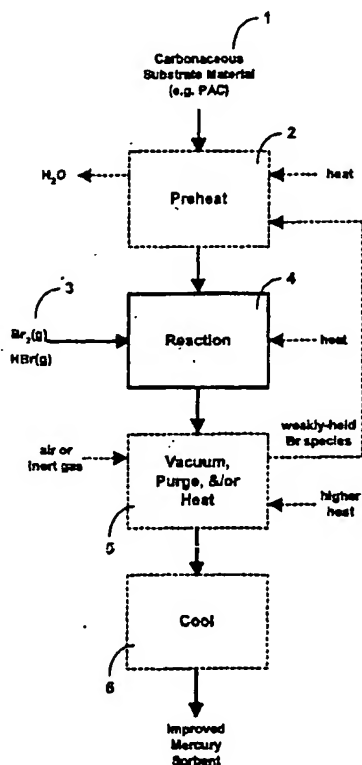 1
Carbonaceous
Substrate Material
(e.g. PAC)
2
H2O
heat
Preheat
3
4
Br2(g)
HBr(g)
Reaction
heat
weakly-held
Br species
air or
inert gas
Vacuum,
Purge, &/or
Heat
higher
heat
5
Cool
6
Improved
Mercury
Sorbent